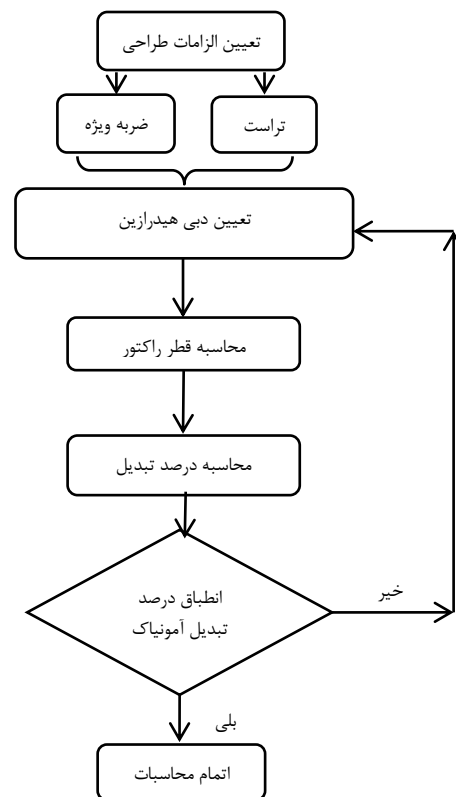 تعیین الزامات طراحی
تراست
ضربه ویژه
تعیین دبی هیدرازین
محاسبه قطر راکتور
محاسبه درصد تبدیل
انطباق درصد
تبدیل آمونیاک
خیر
بلی
اتمام محاسبات